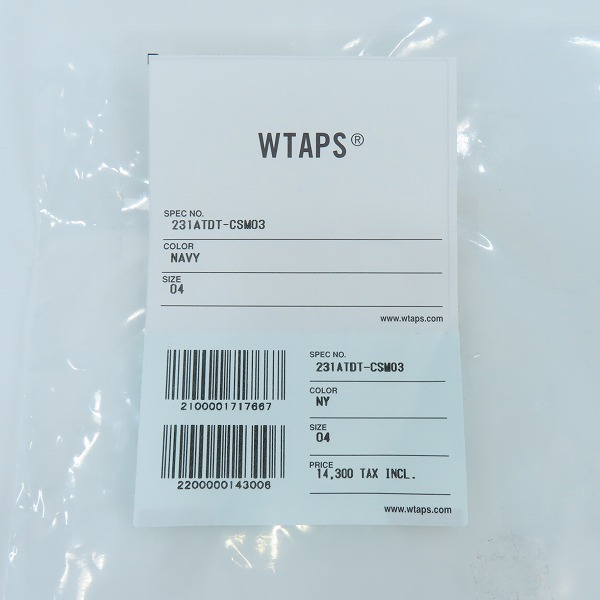 WTAPS®
SPEC NO.
231ATDT-CSM03
COLOR
NAVY
SIZE
04
www.wtaps.com
2100001717667
2200000143006
SPEC NO.
231ATDT-CSM03
COLOR
NY
SIZE
04
PRICE
14,300 TAX INCL.
www.wtaps.com